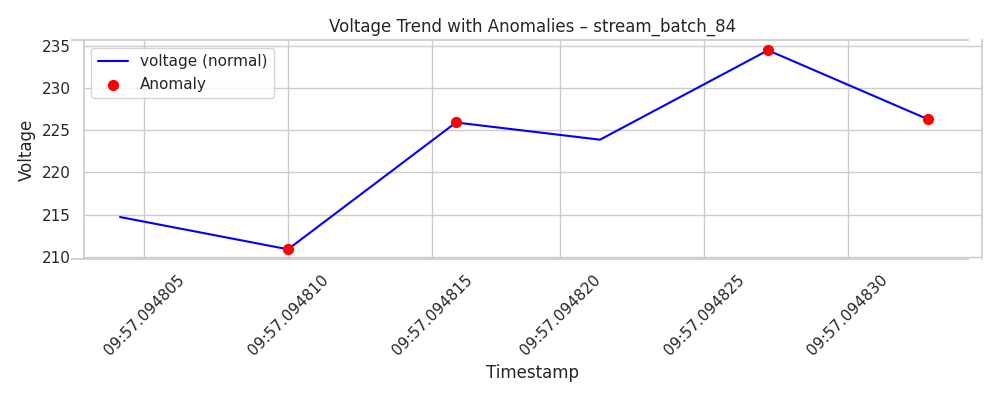 Voltage Trend with Anomalies – stream_batch_84
voltage (normal)
Anomaly
Voltage
235
230
225
220
215
210
09:57.094805
09:57.094810
09:57.094815
09:57.094820
09:57.094825
09:57.094830
Timestamp